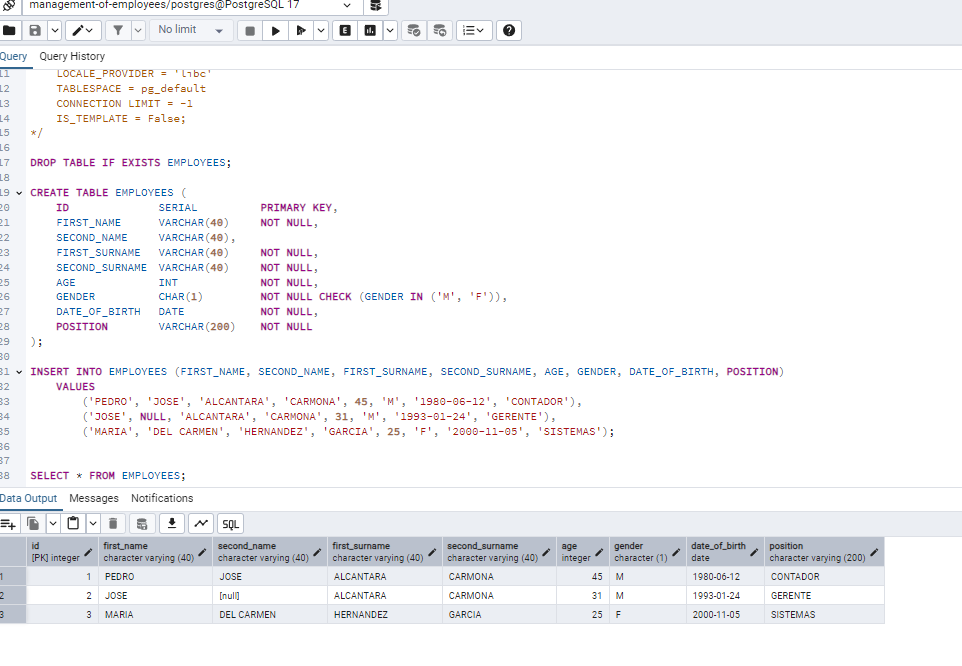 management-of-employees/postgres@PostgreSQL 17
No limit
E
SQL
Query Query History
11 LOCALE_PROVIDER = 'libc'
12 TABLESPACE = pg_default
13 CONNECTION LIMIT = -1
14 IS_TEMPLATE = False;
15 */
16
17 DROP TABLE IF EXISTS EMPLOYEES;
18
19 CREATE TABLE EMPLOYEES (
20 ID SERIAL PRIMARY KEY,
21 FIRST_NAME VARCHAR(40) NOT NULL,
22 SECOND_NAME VARCHAR(40),
23 FIRST_SURNAME VARCHAR(40) NOT NULL,
24 SECOND_SURNAME VARCHAR(40) NOT NULL,
25 AGE INT NOT NULL,
26 GENDER CHAR(1) NOT NULL CHECK (GENDER IN ('M', 'F')),
27 DATE_OF_BIRTH DATE NOT NULL,
28 POSITION VARCHAR(200) NOT NULL
29 );
30
31 INSERT INTO EMPLOYEES (FIRST_NAME, SECOND_NAME, FIRST_SURNAME, SECOND_SURNAME, AGE, GENDER, DATE_OF_BIRTH, POSITION)
32 VALUES
33 ('PEDRO', 'JOSE', 'ALCANTARA', 'CARMONA', 45, 'M', '1980-06-12', 'CONTADOR'),
34 ('JOSE', NULL, 'ALCANTARA', 'CARMONA', 31, 'M', '1993-01-24', 'GERENTE'),
35 ('MARIA', 'DEL CARMEN', 'HERNANDEZ', 'GARCIA', 25, 'F', '2000-11-05', 'SISTEMAS');
36
37
38 SELECT * FROM EMPLOYEES;
Data Output Messages Notifications
id first_name second_name first_surname second_surname age gender date_of_birth position
[PK] integer character varying (40) character varying (40) character varying (40) character varying (40) integer character (1) date character varying (200)
1 1 PEDRO JOSE ALCANTARA CARMONA 45 M 1980-06-12 CONTADOR
2 2 JOSE [null] ALCANTARA CARMONA 31 M 1993-01-24 GERENTE
3 3 MARIA DEL CARMEN HERNANDEZ GARCIA 25 F 2000-11-05 SISTEMAS